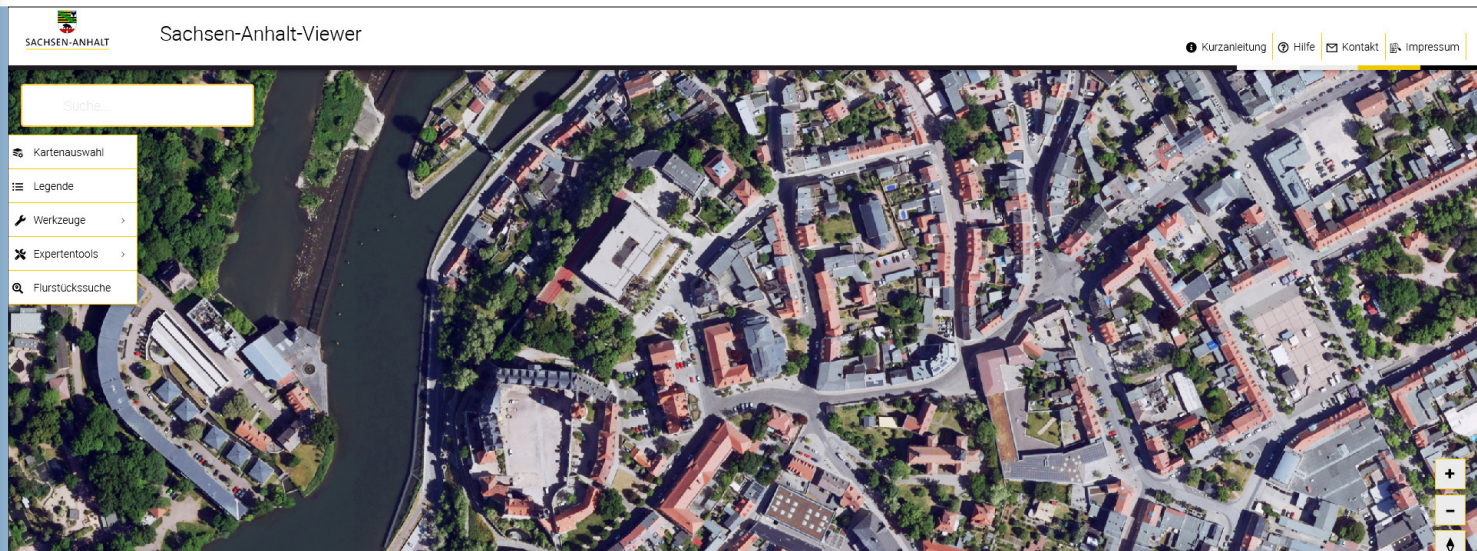 SACHSEN-ANHALT
Sachsen-Anhalt-Viewer
Kurzanleitung
Hilfe
Kontakt
Impressum
Suche...
Kartenauswahl
Legende
Werkzeuge
Expertentools
Flurstückssuche
+
−